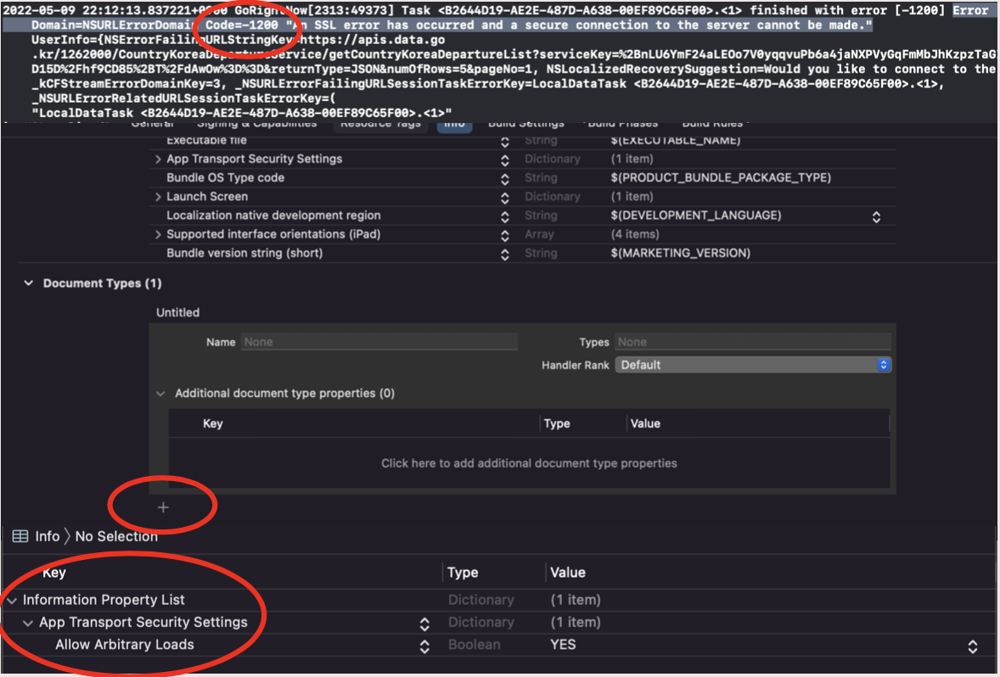 2022-05-09 22:12:13.837221+0900 GoRightNow[2313:49373] Task <B2644D19-AE2E-487D-A638-00EF89C65F00>.<1> finished with error [-1200] Error
Domain=NSURLErrorDomain Code=-1200 "An SSL error has occurred and a secure connection to the server cannot be made."
UserInfo={NSErrorFailingURLStringKey=https://apis.data.go
.kr/1262000/CountryKoreaDepartureService/getCountryKoreaDepartureList?serviceKey=%2BnLU6YmF24aLEOo7V0yqqvuPb6a4jaNXPVyGqFmMbJhKzpzTaG
D15D%2Fhf9CD85%2BT%2FdAwOw%3D%3D&returnType=JSON&numOfRows=5&pageNo=1, NSLocalizedRecoverySuggestion=Would you like to connect to the
_kCFStreamErrorDomainKey=3, _NSURLErrorFailingURLSessionTaskErrorKey=LocalDataTask <B2644D19-AE2E-487D-A638-00EF89C65F00>.<1>,
_NSURLErrorRelatedURLSessionTaskErrorKey=(
"LocalDataTask <B2644D19-AE2E-487D-A638-00EF89C65F00>.<1>"
General Signing & Capabilities Resource Tags Info Build Settings Build Phases Build Rules
Executable file String $(EXECUTABLE_NAME)
App Transport Security Settings Dictionary (1 item)
Bundle OS Type code String $(PRODUCT_BUNDLE_PACKAGE_TYPE)
Launch Screen Dictionary (1 item)
Localization native development region String $(DEVELOPMENT_LANGUAGE)
Supported interface orientations (iPad) Array (4 items)
Bundle version string (short) String $(MARKETING_VERSION)
Document Types (1)
Untitled
Name None Types None
Handler Rank Default
Additional document type properties (0)
Key Type Value
Click here to add additional document type properties
+
Info No Selection
Key Type Value
Information Property List Dictionary (1 item)
App Transport Security Settings Dictionary (1 item)
Allow Arbitrary Loads Boolean YES